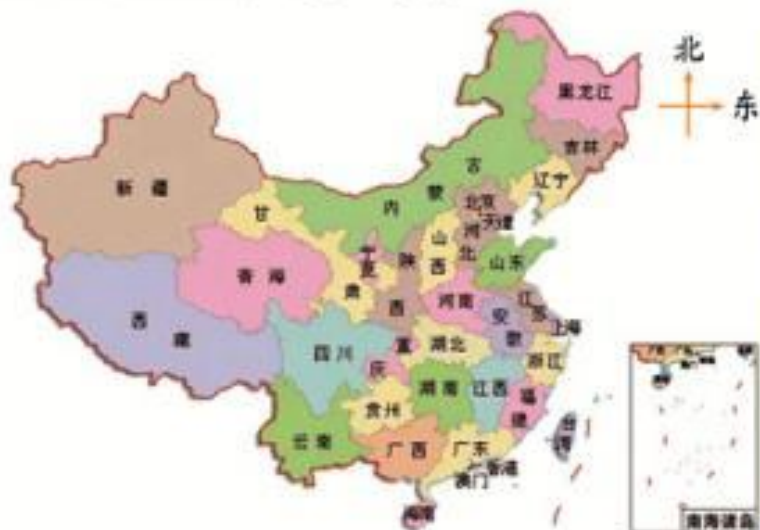 北
东
黑龙江
吉林
辽宁
内蒙古
新疆
甘肃
北京
天津
河北
山西
山东
宁夏
陕西
青海
西藏
河南
江苏
安徽
上海
四川
重庆
湖北
浙江
湖南
江西
福建
贵州
云南
广西
广东
台湾
香港
澳门
海南
南海诸岛